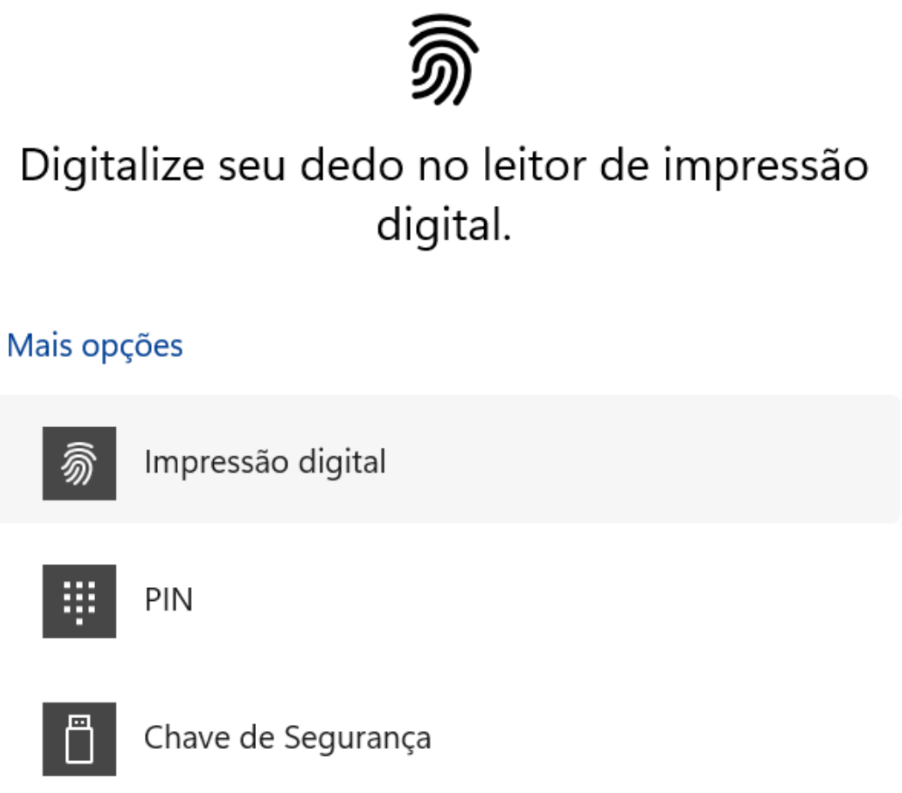 Digitalize seu dedo no leitor de impressão
digital.
Mais opções
Impressão digital
PIN
Chave de Segurança